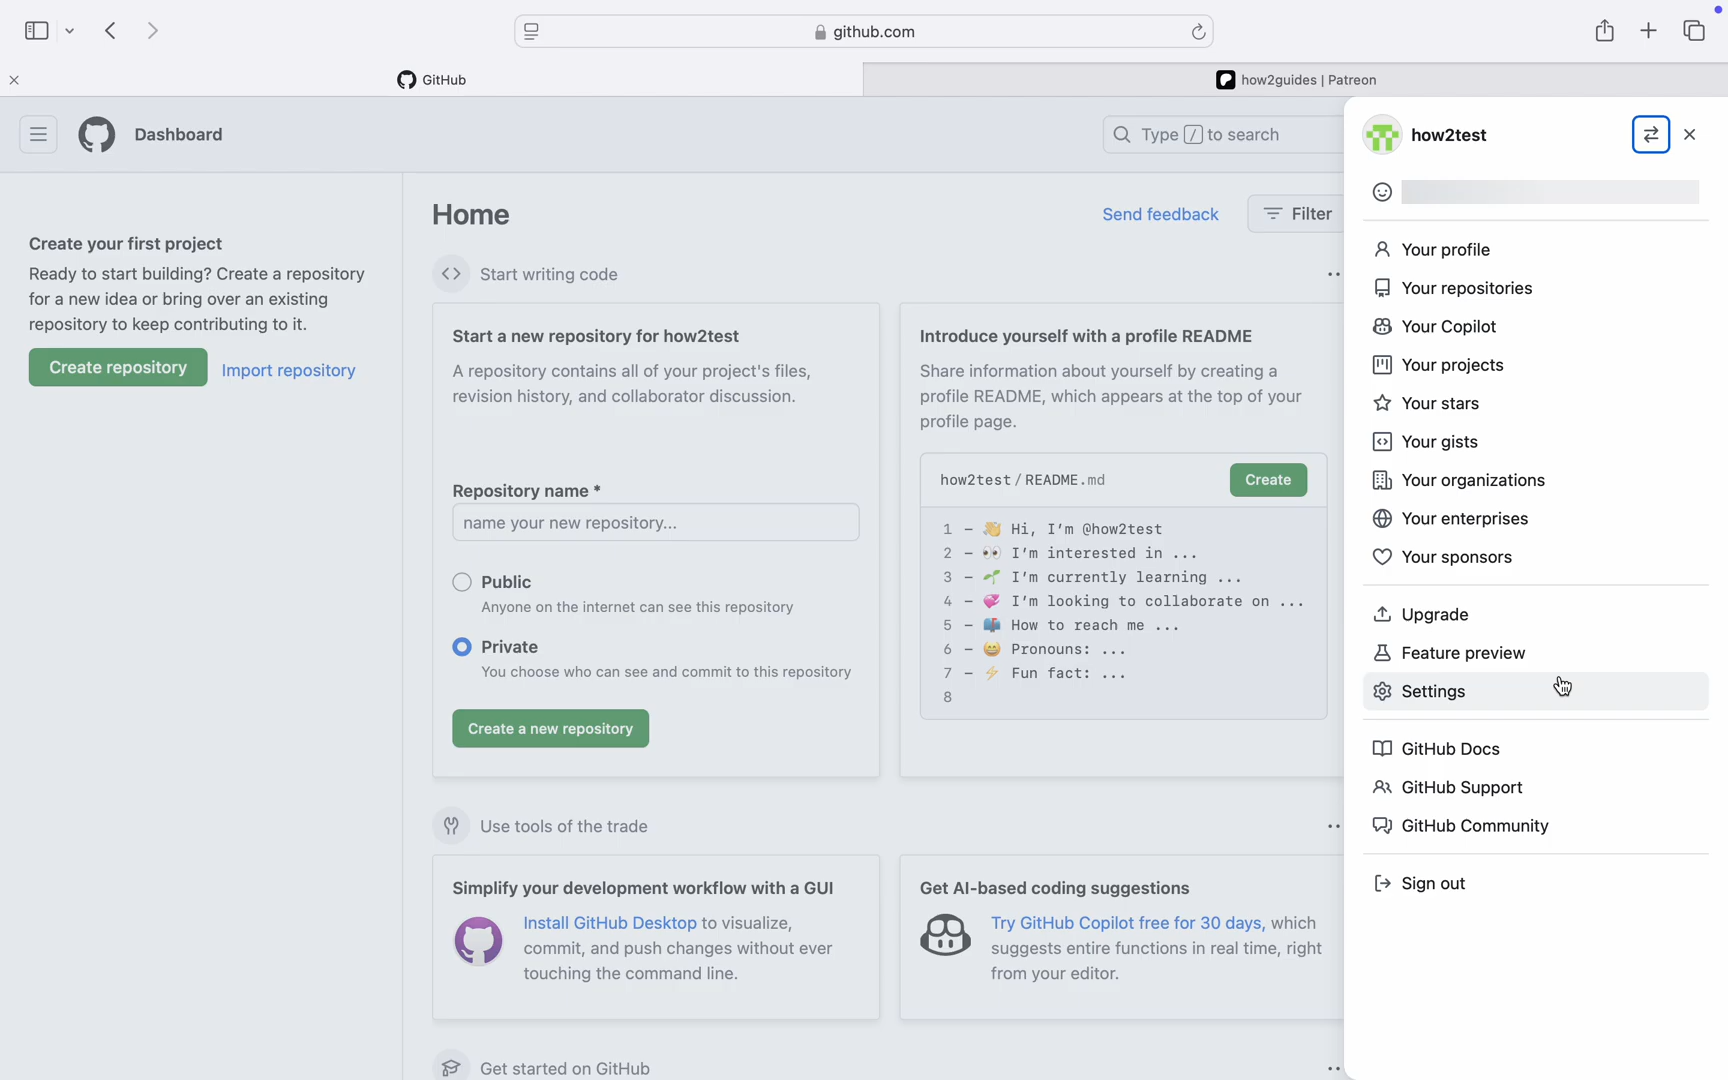 github.com
GitHub
how2guides | Patreon
Dashboard
Type / to search
how2test
Create your first project
Ready to start building? Create a repository
for a new idea or bring over an existing
repository to keep contributing to it.
Create repository
Import repository
Home
Send feedback
Filter
Start writing code
Start a new repository for how2test
A repository contains all of your project's files,
revision history, and collaborator discussion.
Repository name *
name your new repository...
Public
Anyone on the internet can see this repository
Private
You choose who can see and commit to this repository
Create a new repository
Introduce yourself with a profile README
Share information about yourself by creating a
profile README, which appears at the top of your
profile page.
how2test / README.md
Create
1 - 👋 Hi, I'm @how2test
2 - 👀 I'm interested in ...
3 - 🌱 I'm currently learning ...
4 - 💞️ I'm looking to collaborate on ...
5 - 📫 How to reach me ...
6 - 😄 Pronouns: ...
7 - ⚡ Fun fact: ...
8
Use tools of the trade
Simplify your development workflow with a GUI
Install GitHub Desktop to visualize,
commit, and push changes without ever
touching the command line.
Get AI-based coding suggestions
Try GitHub Copilot free for 30 days, which
suggests entire functions in real time, right
from your editor.
Get started on GitHub
Your profile
Your repositories
Your Copilot
Your projects
Your stars
Your gists
Your organizations
Your enterprises
Your sponsors
Upgrade
Feature preview
Settings
GitHub Docs
GitHub Support
GitHub Community
Sign out